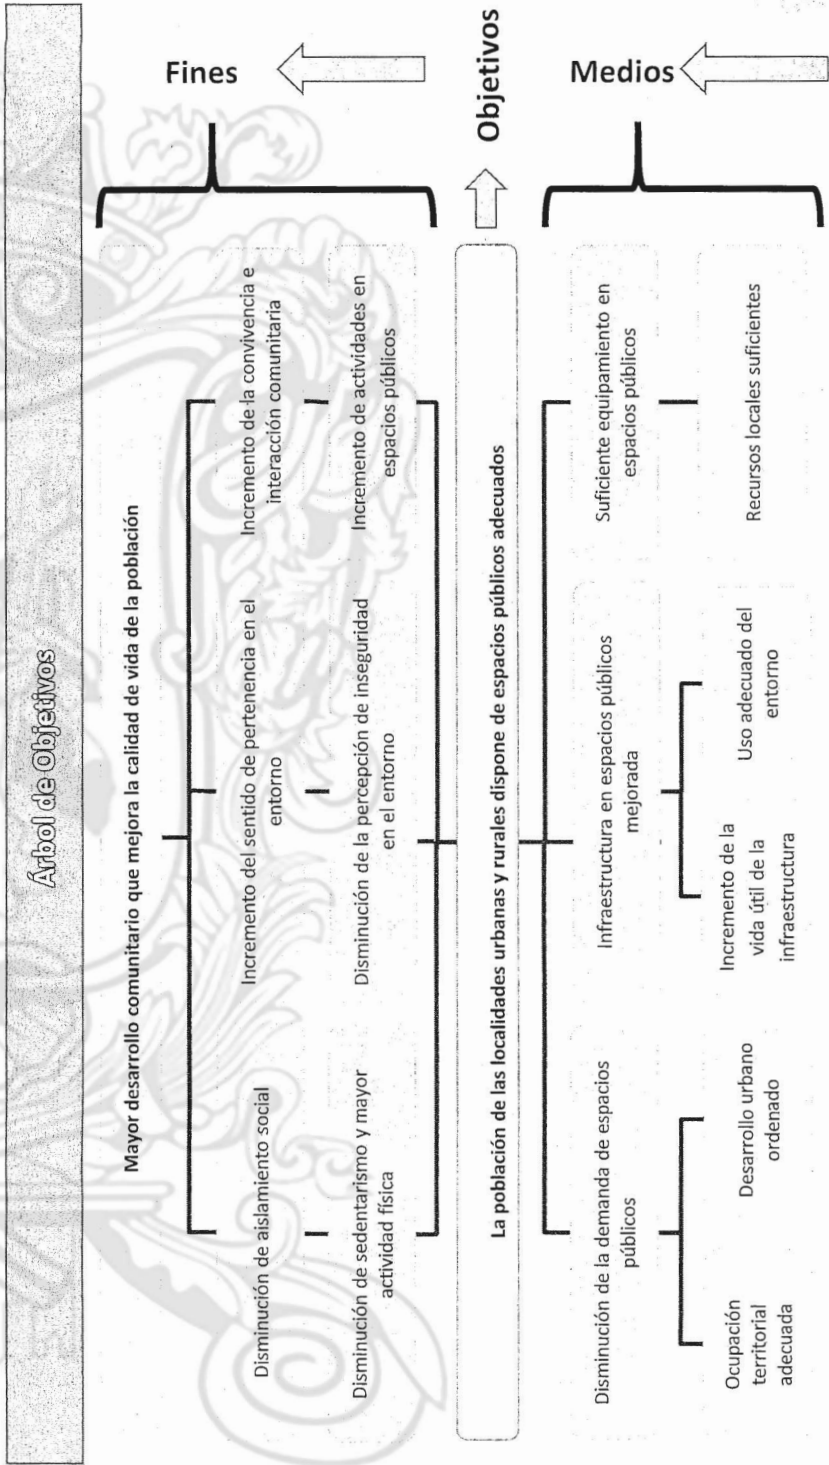 Árbol de Objetivos
Mayor desarrollo comunitario que mejora la calidad de vida de la población
Fines
Disminución de aislamiento social
Incremento del sentido de pertenencia en el
entorno
Incremento de la convivencia e
interacción comunitaria
Disminución de sedentarismo y mayor
actividad física
Disminución de la percepción de inseguridad
en el entorno
Incremento de actividades en
espacios públicos
La población de las localidades urbanas y rurales dispone de espacios públicos adecuados
Objetivos
Disminución de la demanda de espacios
públicos
Infraestructura en espacios públicos
mejorada
Suficiente equipamiento en
espacios públicos
Medios
Ocupación
territorial
adecuada
Desarrollo urbano
ordenado
Incremento de la
vida útil de la
infraestructura
Uso adecuado del
entorno
Recursos locales suficientes